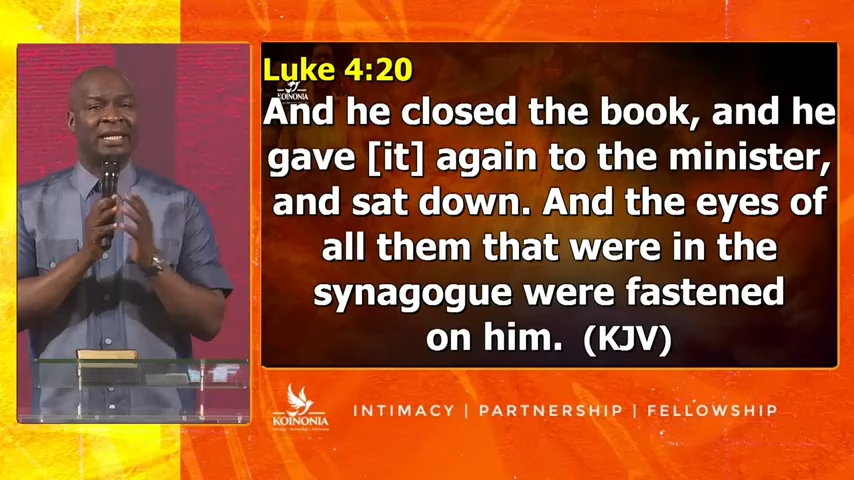 Luke 4:20
KOINONIA
And he closed the book, and he
gave [it] again to the minister,
and sat down. And the eyes of
all them that were in the
synagogue were fastened
on him. (KJV)
KOINONIA
INTIMACY | PARTNERSHIP | FELLOWSHIP